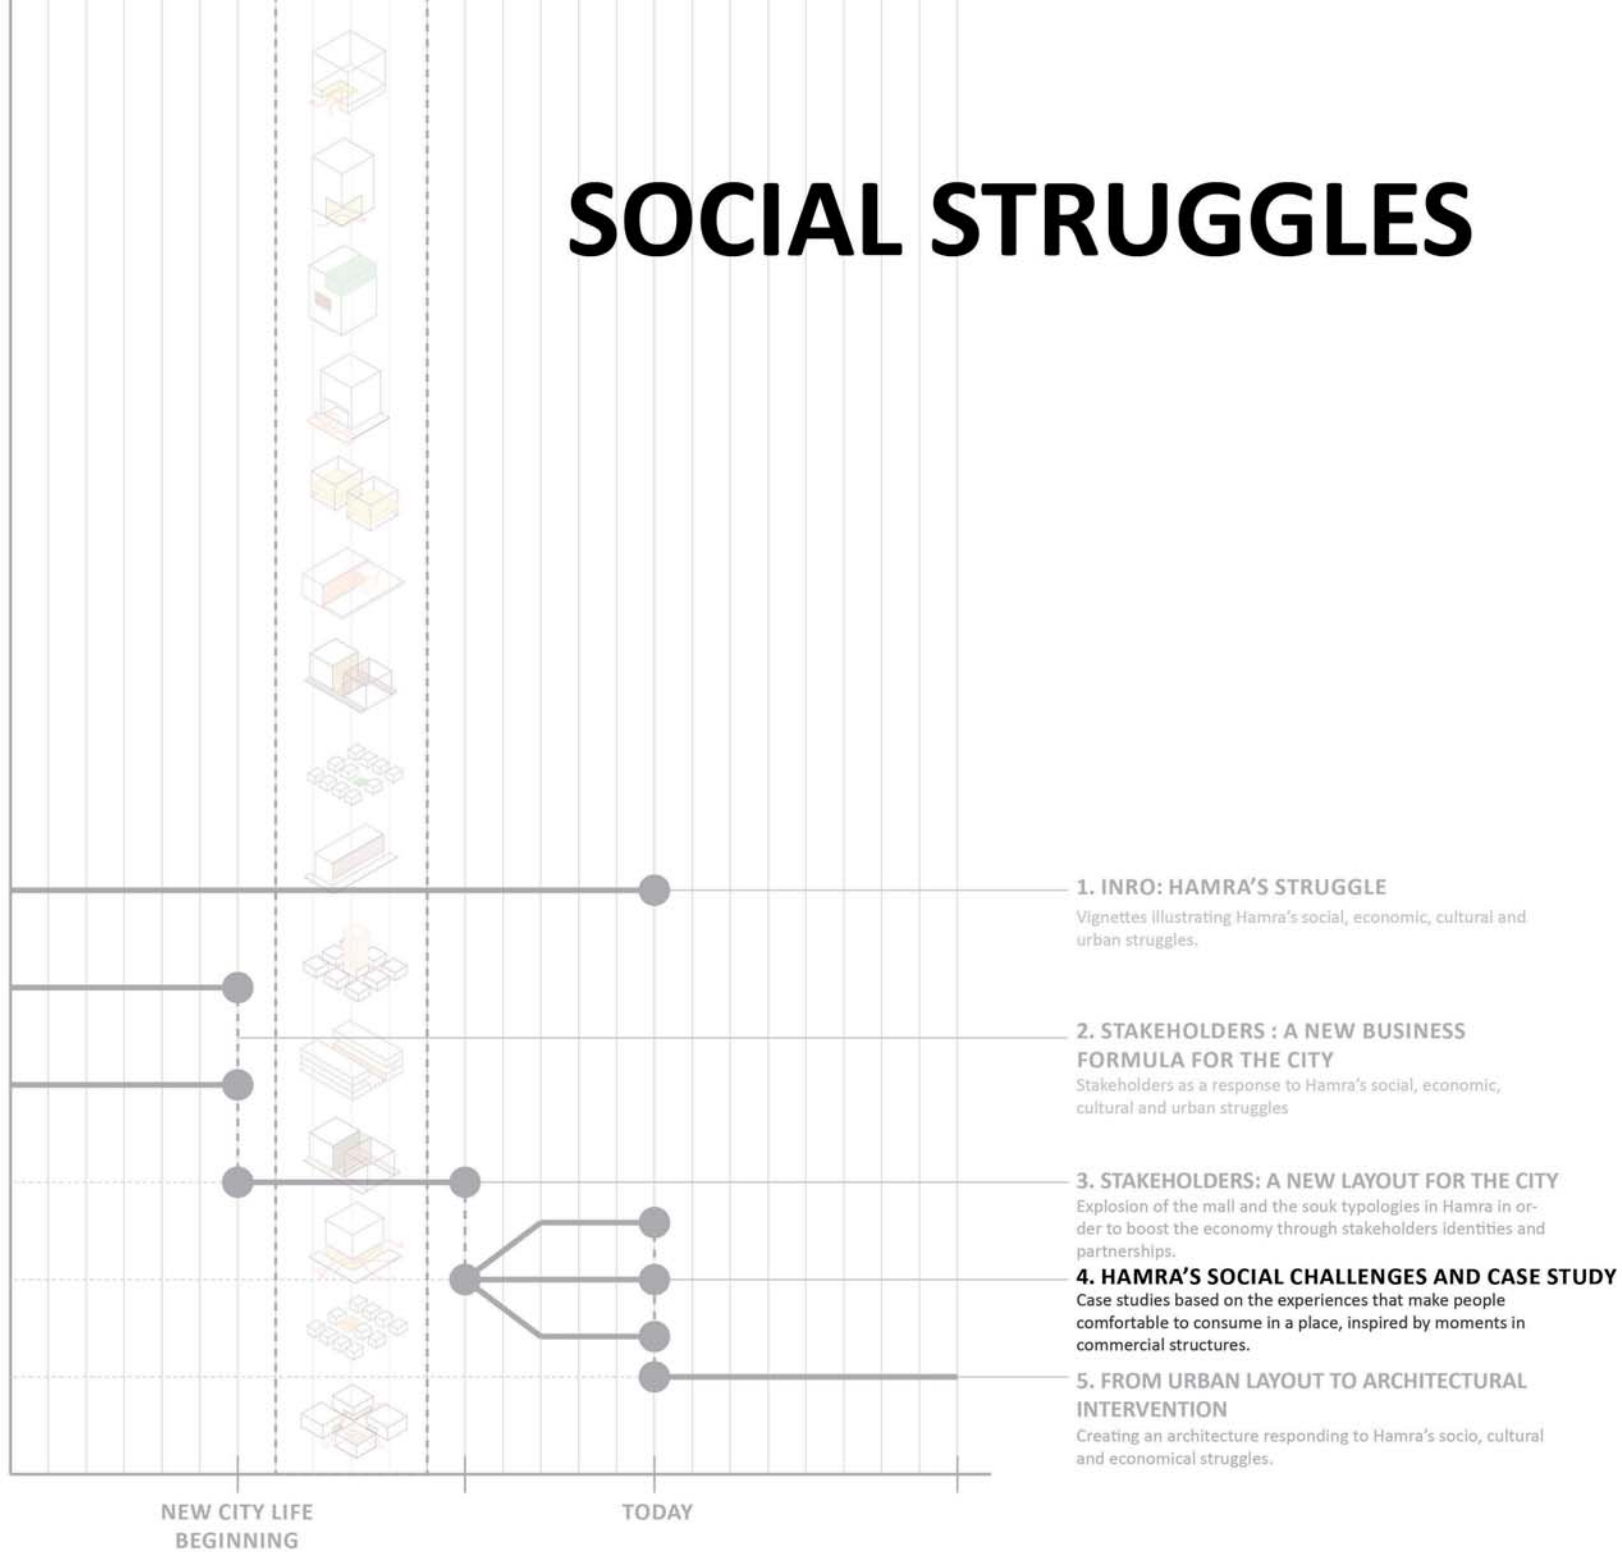 SOCIAL STRUGGLES
1. INRO: HAMRA'S STRUGGLE
Vignettes illustrating Hamra's social, economic, cultural and
urban struggles.
2. STAKEHOLDERS : A NEW BUSINESS
FORMULA FOR THE CITY
Stakeholders as a response to Hamra's social, economic,
cultural and urban struggles
3. STAKEHOLDERS: A NEW LAYOUT FOR THE CITY
Explosion of the mall and the souk typologies in Hamra in or-
der to boost the economy through stakeholders identities and
partnerships.
4. HAMRA'S SOCIAL CHALLENGES AND CASE STUDY
Case studies based on the experiences that make people
comfortable to consume in a place, inspired by moments in
commercial structures.
5. FROM URBAN LAYOUT TO ARCHITECTURAL
INTERVENTION
Creating an architecture responding to Hamra's socio, cultural
and economical struggles.
NEW CITY LIFE
BEGINNING
TODAY